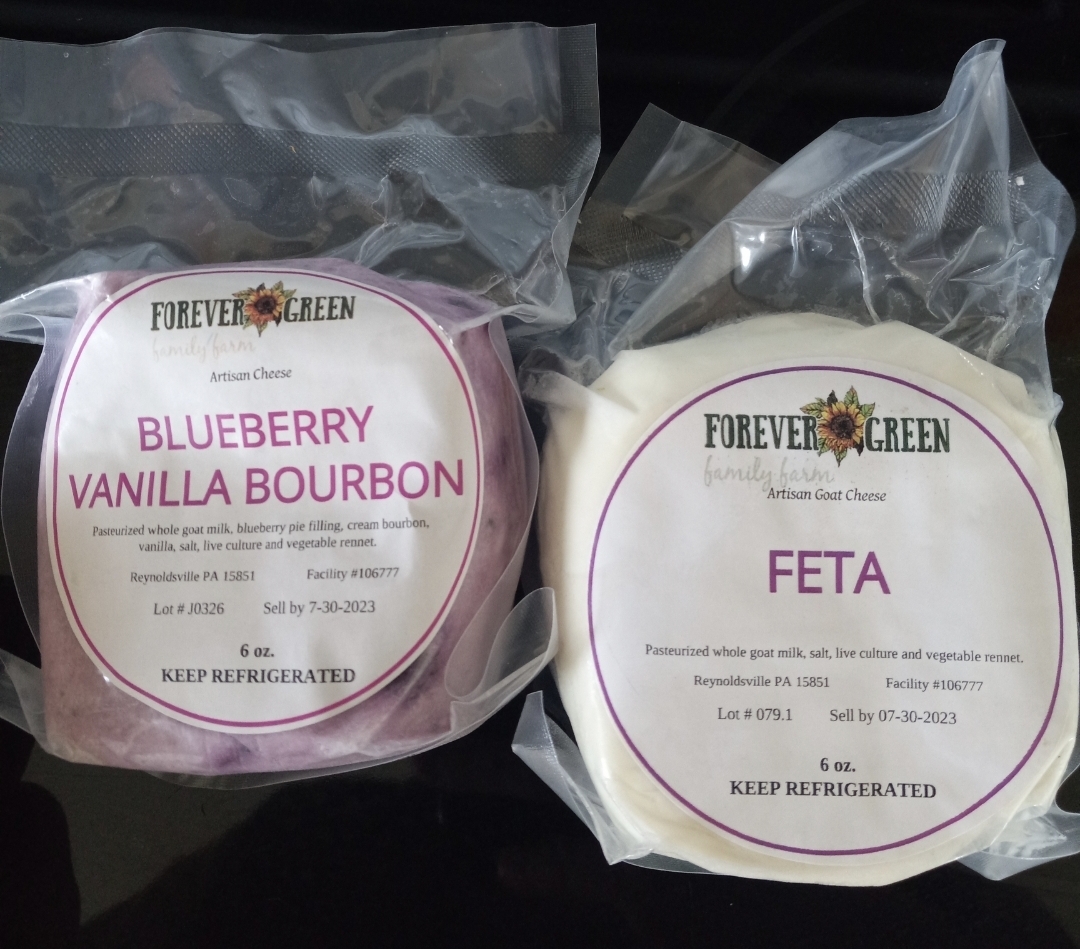 FOREVER GREEN
family farm
Artisan Cheese
BLUEBERRY
VANILLA BOURBON
Pasteurized whole goat milk, blueberry pie filling, cream bourbon,
vanilla, salt, live culture and vegetable rennet.
Reynoldsville PA 15851 Facility #106777
Lot # J0326 Sell by 7-30-2023
6 oz.
KEEP REFRIGERATED
FOREVER GREEN
family farm
Artisan Goat Cheese
FETA
Pasteurized whole goat milk, salt, live culture and vegetable rennet.
Reynoldsville PA 15851 Facility #106777
Lot # 079.1 Sell by 07-30-2023
6 oz.
KEEP REFRIGERATED